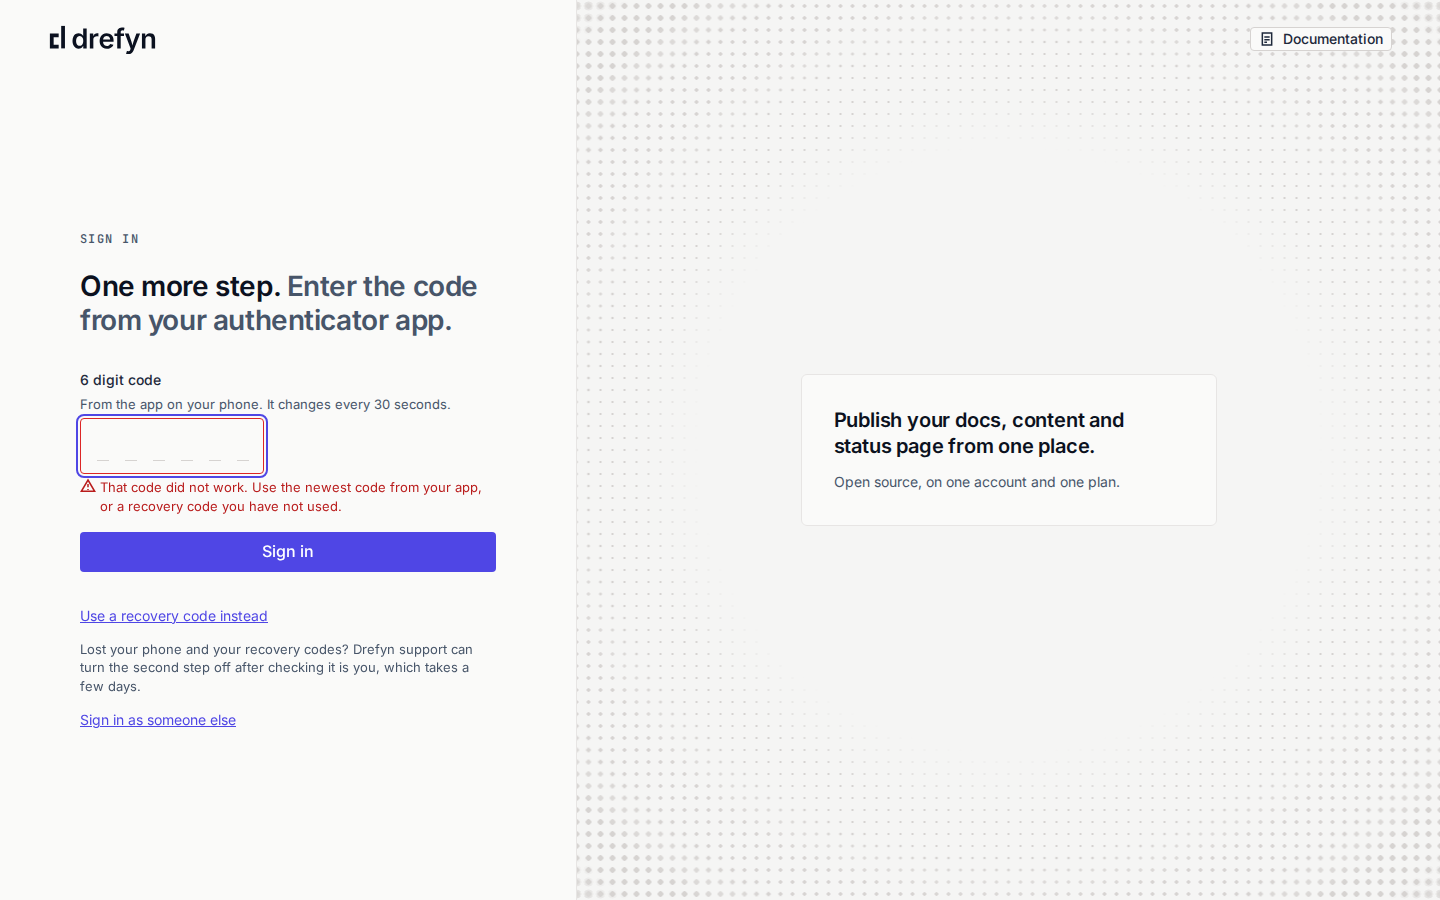 drefyn
Documentation
SIGN IN
One more step. Enter the code
from your authenticator app.
6 digit code
From the app on your phone. It changes every 30 seconds.
That code did not work. Use the newest code from your app,
or a recovery code you have not used.
Sign in
Use a recovery code instead
Lost your phone and your recovery codes? Drefyn support can
turn the second step off after checking it is you, which takes a
few days.
Sign in as someone else
Publish your docs, content and
status page from one place.
Open source, on one account and one plan.